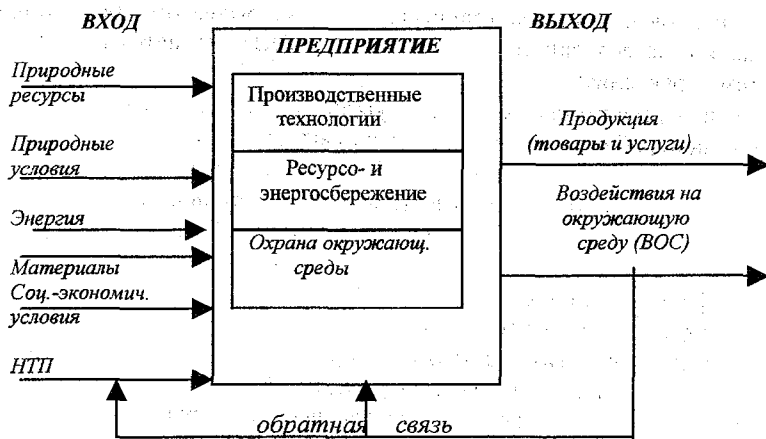 ВХОД
ПРЕДПРИЯТИЕ
ВЫХОД
Природные
ресурсы
Природные
условия
Энергия
Материалы
Соц.-экономич.
условия
НТП
Производственные
технологии
Ресурсо- и
энергосбережение
Охрана окружающ.
среды
Продукция
(товары и услуги)
Воздействия на
окружающую
среду (ВОС)
обратная связь